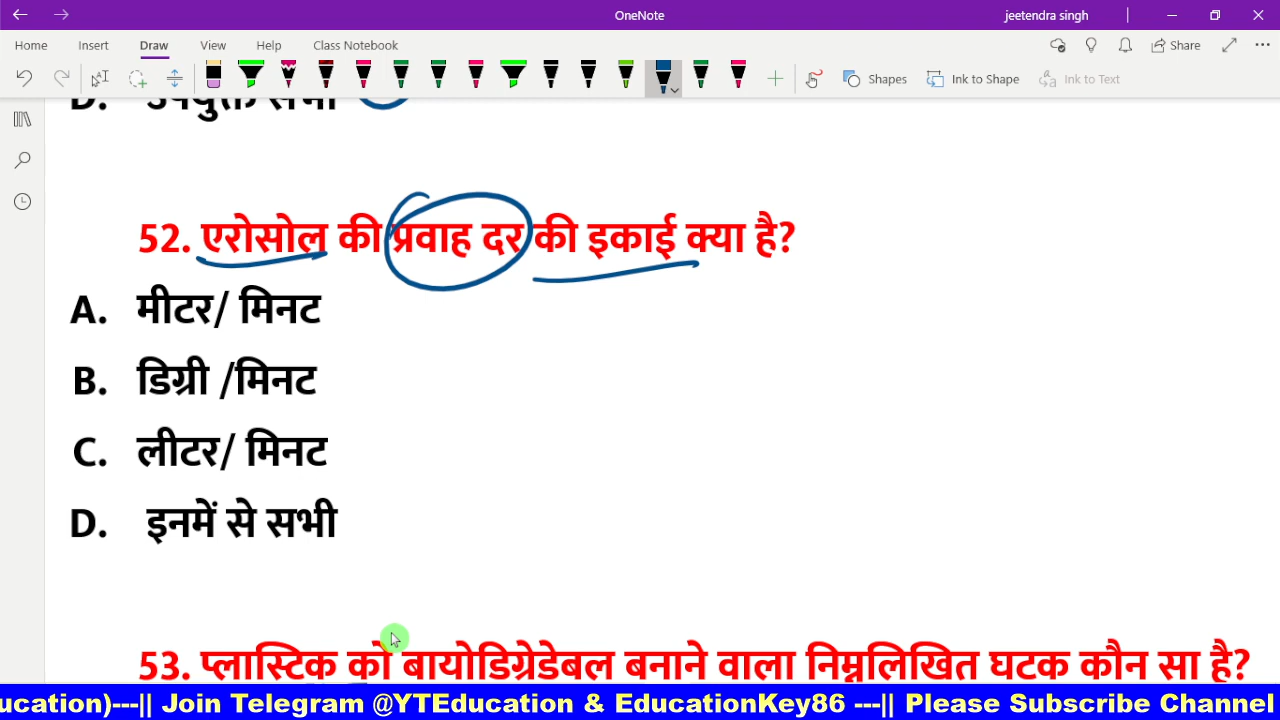 OneNote
jeetendra singh
Home Insert Draw View Help Class Notebook
Share
Shapes Ink to Shape Ink to Text
D. उपयुक्त सभी
52. एरोसोल की प्रवाह दर की इकाई क्या है?
A. मीटर/ मिनट
B. डिग्री /मिनट
C. लीटर/ मिनट
D. इनमें से सभी
53. प्लास्टिक को बायोडिग्रेडेबल बनाने वाला निम्नलिखित घटक कौन सा है?
ucation)---|| Join Telegram @YTEducation & EducationKey86 ---|| Please Subscribe Channel